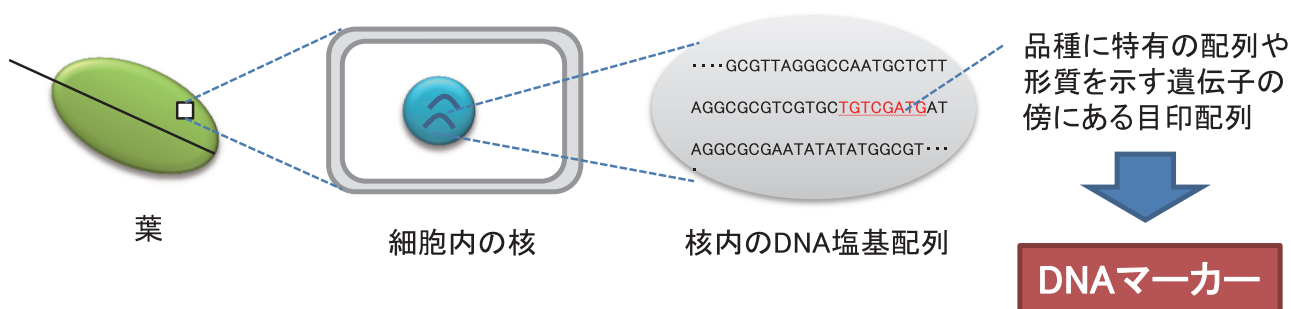 ‥‥GCGTTAGGGCCAATGCTCTT
AGGCGCGTCGTGCTGTCGATGAT
AGGCGCGAATATATATGGCGT‥‥
品種に特有の配列や
形質を示す遺伝子の
傍にある目印配列
葉
細胞内の核
核内のDNA塩基配列
DNAマーカー